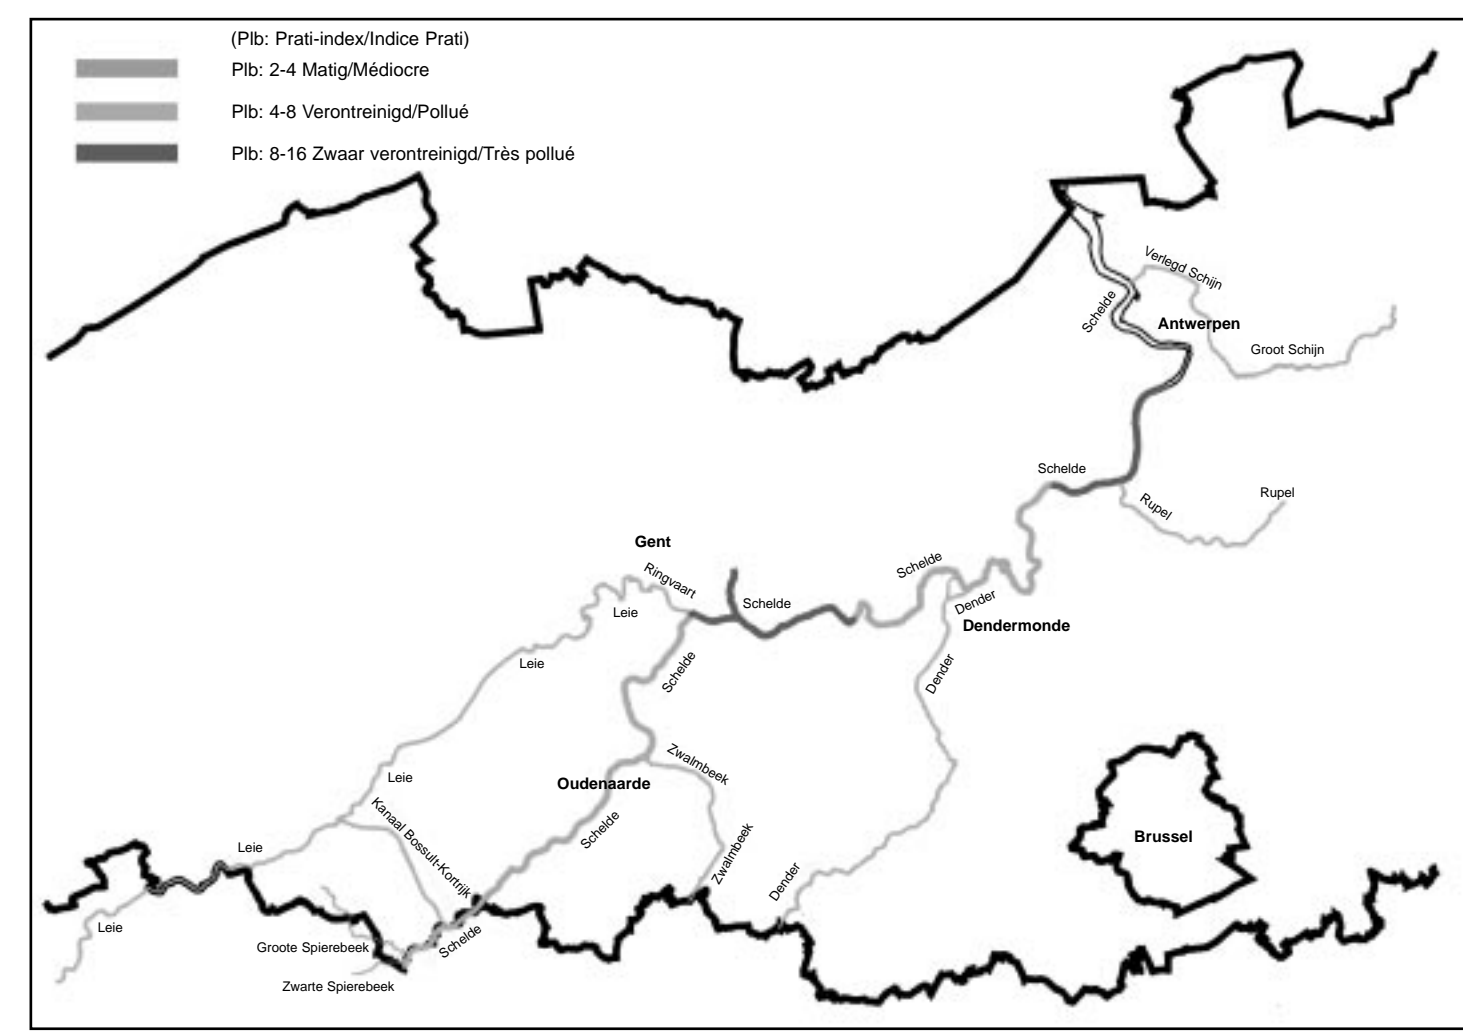 (Plb: Prati-index/Indice Prati)
Plb: 2-4 Matig/Médiocre
Plb: 4-8 Verontreinigd/Pollué
Plb: 8-16 Zwaar verontreinigd/Très pollué
Verlegd Schijn
Schelde
Antwerpen
Groot Schijn
Schelde
Rupel
Rupel
Gent
Ringvaart
Schelde
Schelde
Leie
Dender
Dendermonde
Leie
Schelde
Dender
Zwalmbeek
Leie
Oudenaarde
Kanaal Bossult-Kortrijk
Schelde
Brussel
Leie
Zwalmbeek
Dender
Leie
Groote Spierebeek
Schelde
Zwarte Spierebeek